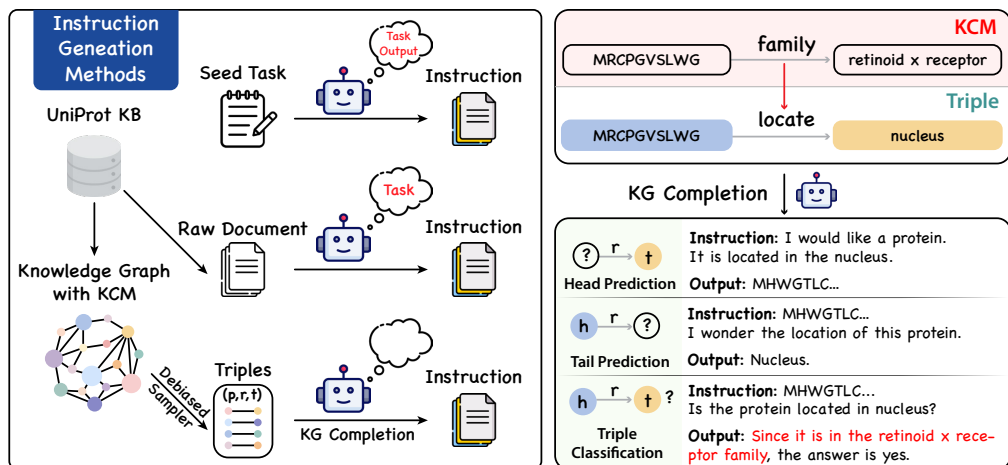 Instruction
Geneation
Methods
UniProt KB
Knowledge Graph
with KCM
Debiased
Sampler
Seed Task
Task
Output
Instruction
Raw Document
Task
Instruction
Triples
(p,r,t)
KG Completion
Instruction
KCM
MRCPGVSLWG
family
retinoid x receptor
Triple
MRCPGVSLWG
locate
nucleus
KG Completion
? r t
Head Prediction
Instruction: I would like a protein.
It is located in the nucleus.
Output: MHWGTLC...
h r ?
Tail Prediction
Instruction: MHWGTLC...
I wonder the location of this protein.
Output: Nucleus.
h r t ?
Triple
Classification
Instruction: MHWGTLC...
Is the protein located in nucleus?
Output: Since it is in the retinoid x rece-
ptor family, the answer is yes.